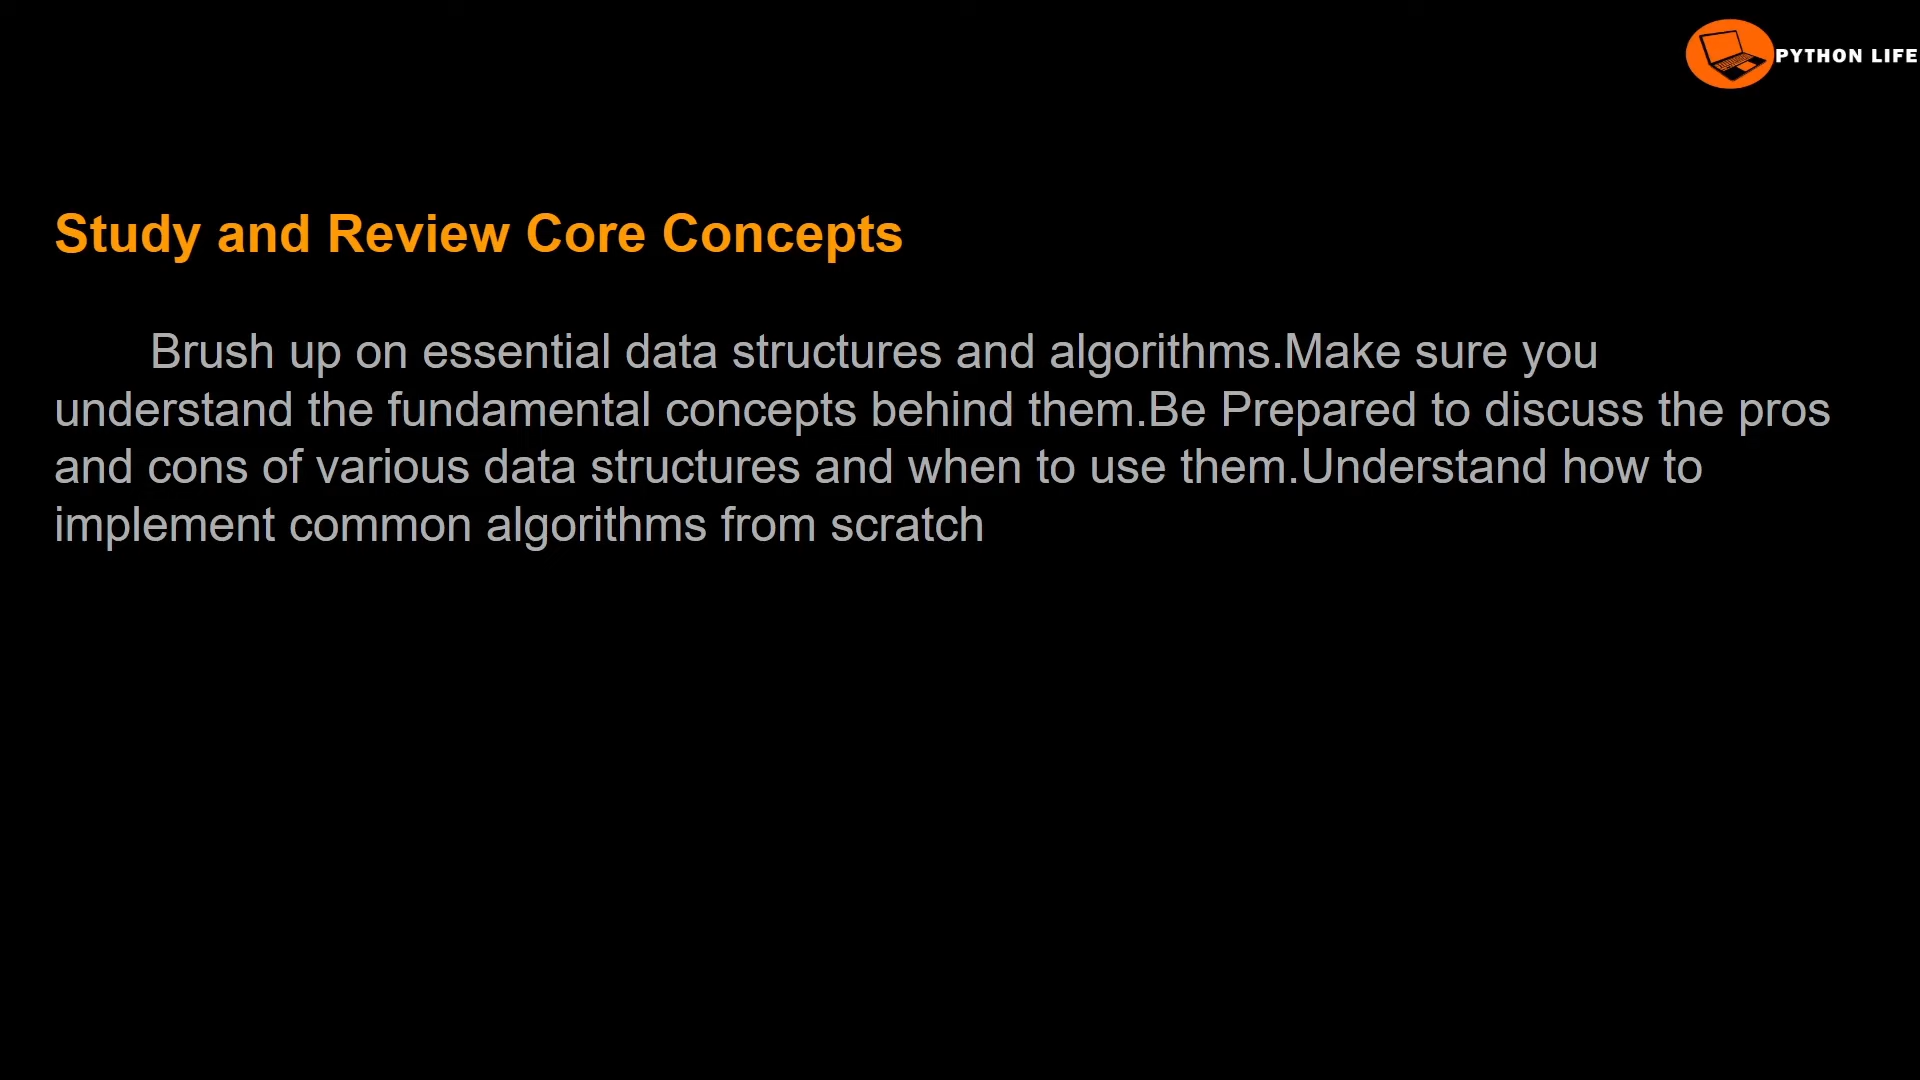 PYTHON LIFE
Study and Review Core Concepts
Brush up on essential data structures and algorithms.Make sure you
understand the fundamental concepts behind them.Be Prepared to discuss the pros
and cons of various data structures and when to use them.Understand how to
implement common algorithms from scratch